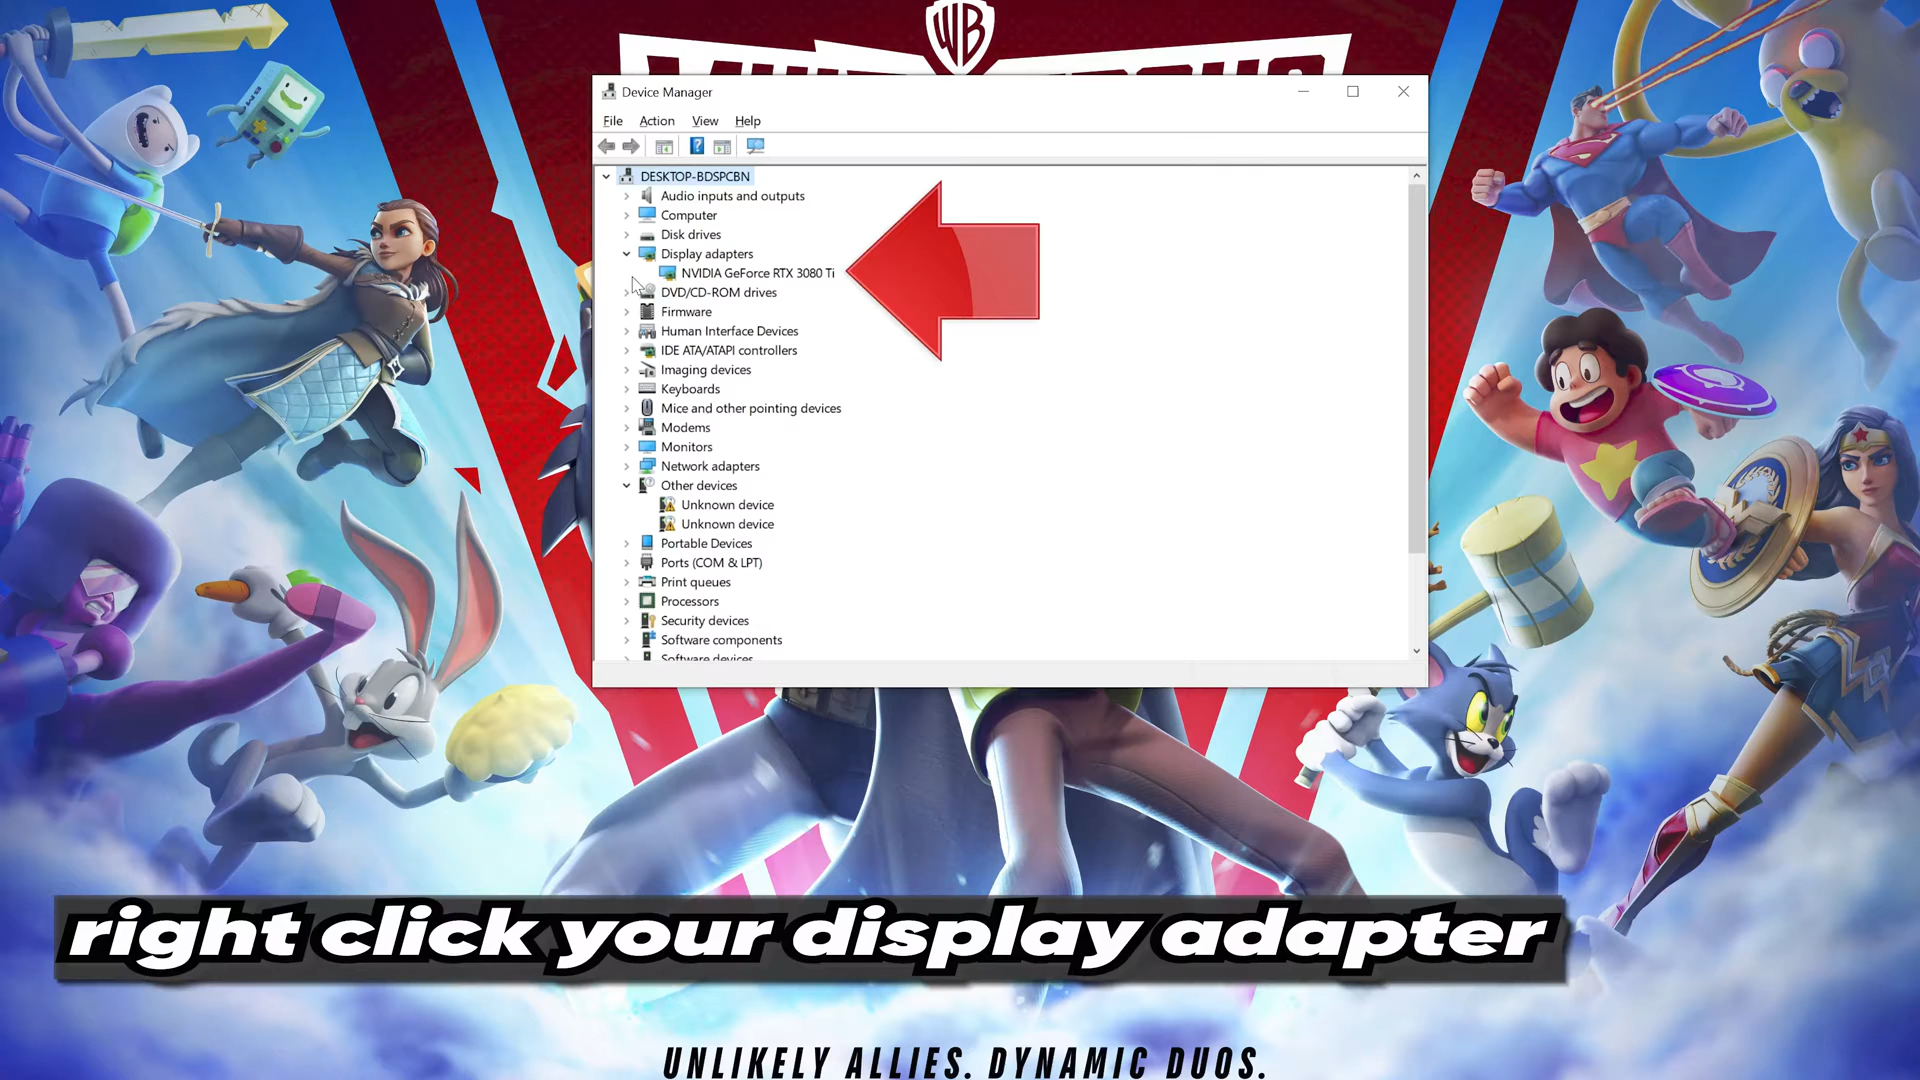 WB
Device Manager
File Action View Help
DESKTOP-BDSPCBN
Audio inputs and outputs
Computer
Disk drives
Display adapters
NVIDIA GeForce RTX 3080 Ti
DVD/CD-ROM drives
Firmware
Human Interface Devices
IDE ATA/ATAPI controllers
Imaging devices
Keyboards
Mice and other pointing devices
Modems
Monitors
Network adapters
Other devices
Unknown device
Unknown device
Portable Devices
Ports (COM & LPT)
Print queues
Processors
Security devices
Software components
Software devices
right click your display adapter
UNLIKELY ALLIES. DYNAMIC DUOS.